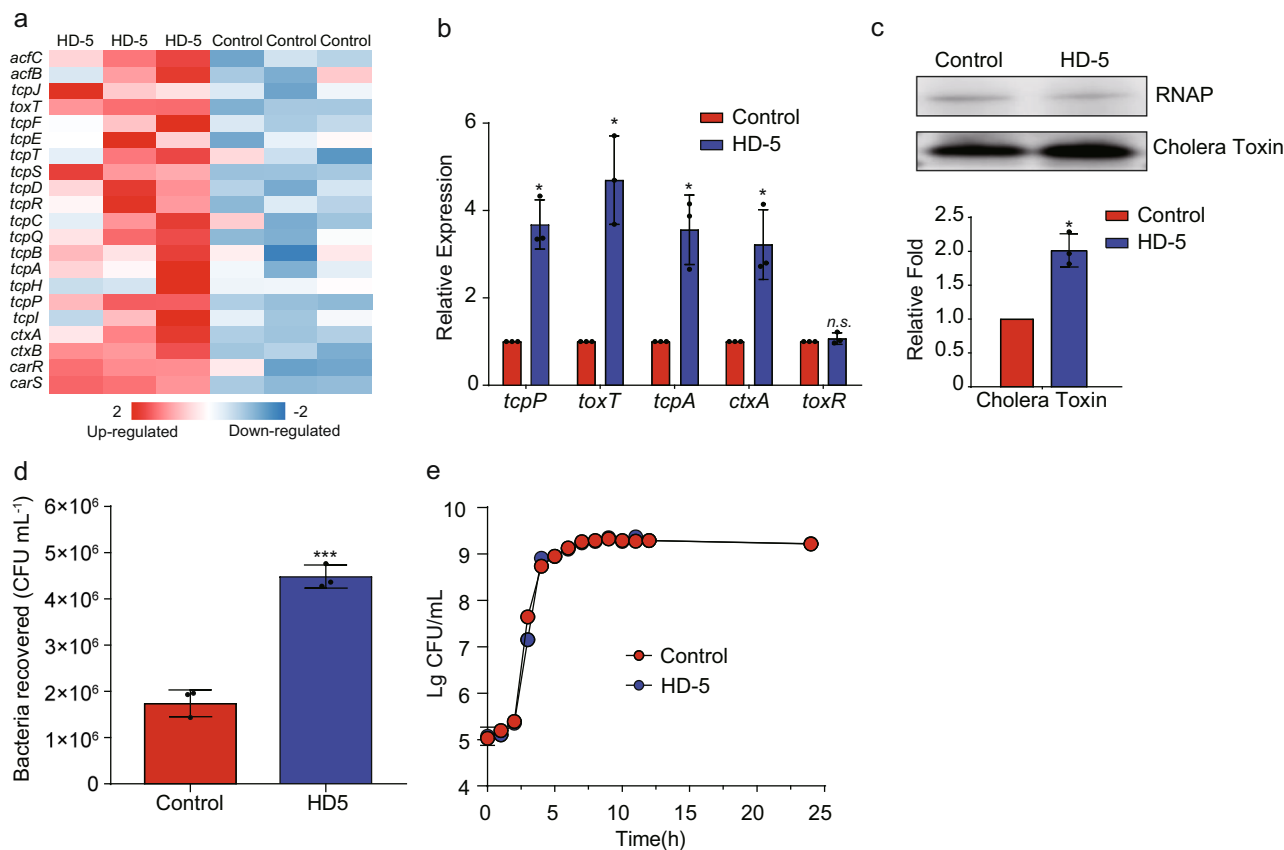 a
HD-5 HD-5 HD-5 Control Control Control
acfC
acfB
tcpJ
toxT
tcpF
tcpE
tcpT
tcpS
tcpD
tcpR
tcpC
tcpQ
tcpB
tcpA
tcpH
tcpP
tcpI
ctxA
ctxB
carR
carS
2 -2
Up-regulated Down-regulated
b
Relative Expression
6
4
2
0
Control
HD-5
* * * * n.s.
tcpP toxT tcpA ctxA toxR
c
Control HD-5
RNAP
Cholera Toxin
Relative Fold
2.5
2.0
1.5
1.0
0.5
0
*
Control
HD-5
Cholera Toxin
d
Bacteria recovered (CFU mL⁻¹)
6×10⁶
5×10⁶
4×10⁶
3×10⁶
2×10⁶
1×10⁶
0
***
Control HD5
e
Lg CFU/mL
10
9
8
7
6
5
4
Control
HD-5
0 5 10 15 20 25
Time(h)